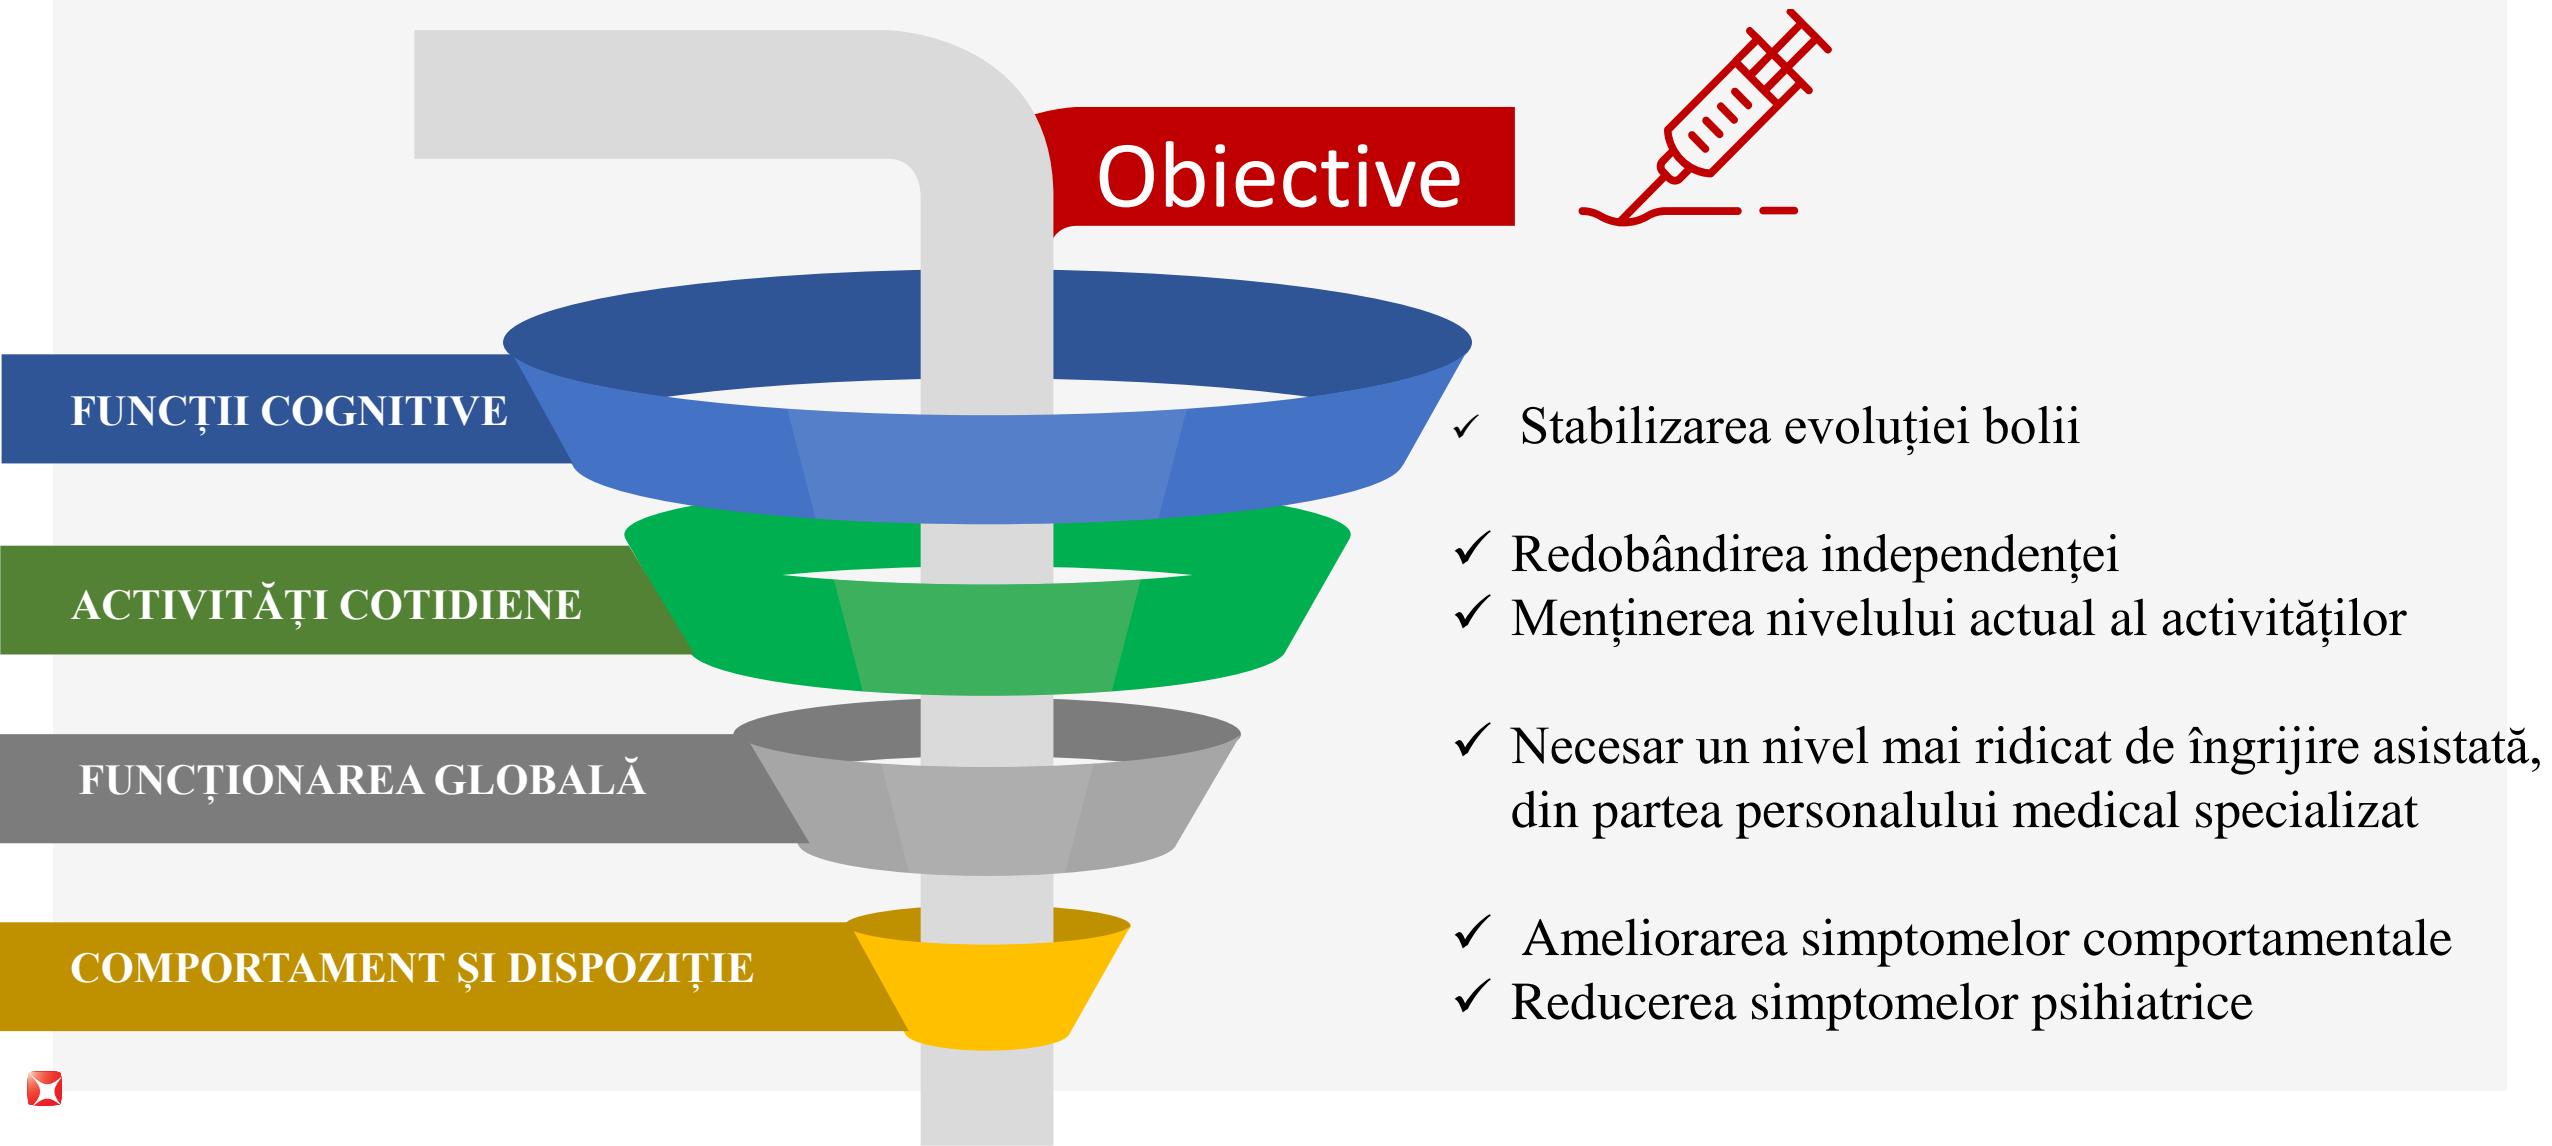 Obiective
FUNCȚII COGNITIVE
✓ Stabilizarea evoluției bolii
ACTIVITĂȚI COTIDIENE
✓ Redobândirea independenței
✓ Menținerea nivelului actual al activităților
FUNCȚIONAREA GLOBALĂ
✓ Necesar un nivel mai ridicat de îngrijire asistată,
din partea personalului medical specializat
COMPORTAMENT ȘI DISPOZIȚIE
✓ Ameliorarea simptomelor comportamentale
✓ Reducerea simptomelor psihiatrice